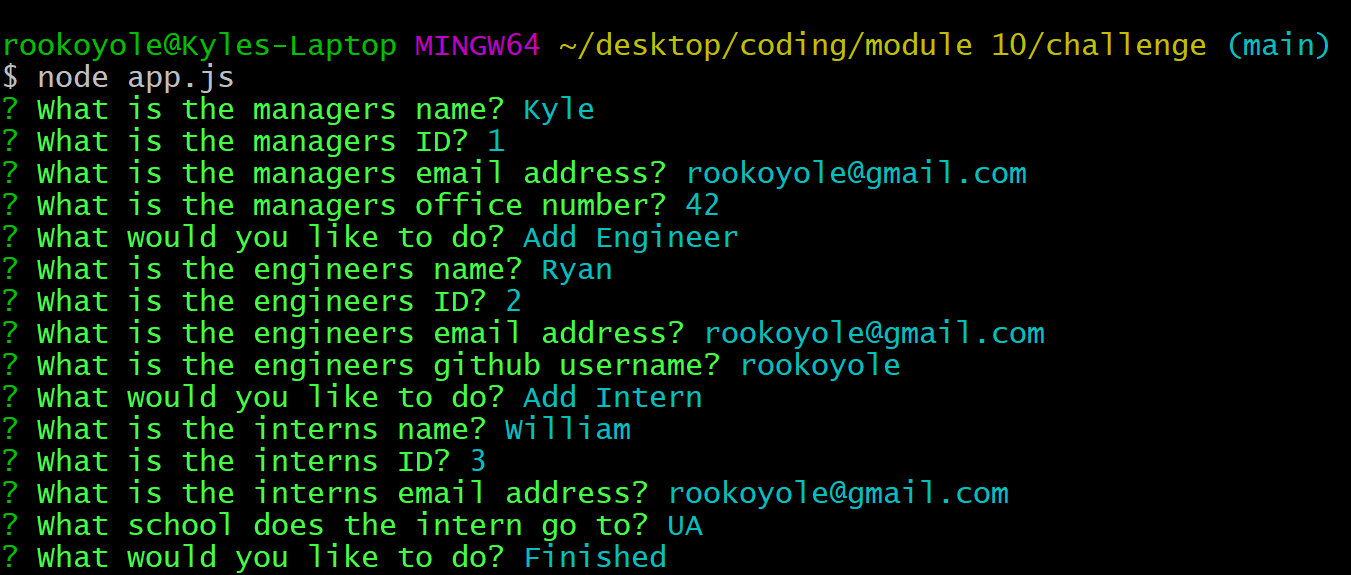 rookoyole@Kyles-Laptop MINGW64 ~/desktop/coding/module 10/challenge (main)
$ node app.js
? What is the managers name? Kyle
? What is the managers ID? 1
? What is the managers email address? rookoyole@gmail.com
? What is the managers office number? 42
? What would you like to do? Add Engineer
? What is the engineers name? Ryan
? What is the engineers ID? 2
? What is the engineers email address? rookoyole@gmail.com
? What is the engineers github username? rookoyole
? What would you like to do? Add Intern
? What is the interns name? William
? What is the interns ID? 3
? What is the interns email address? rookoyole@gmail.com
? What school does the intern go to? UA
? What would you like to do? Finished